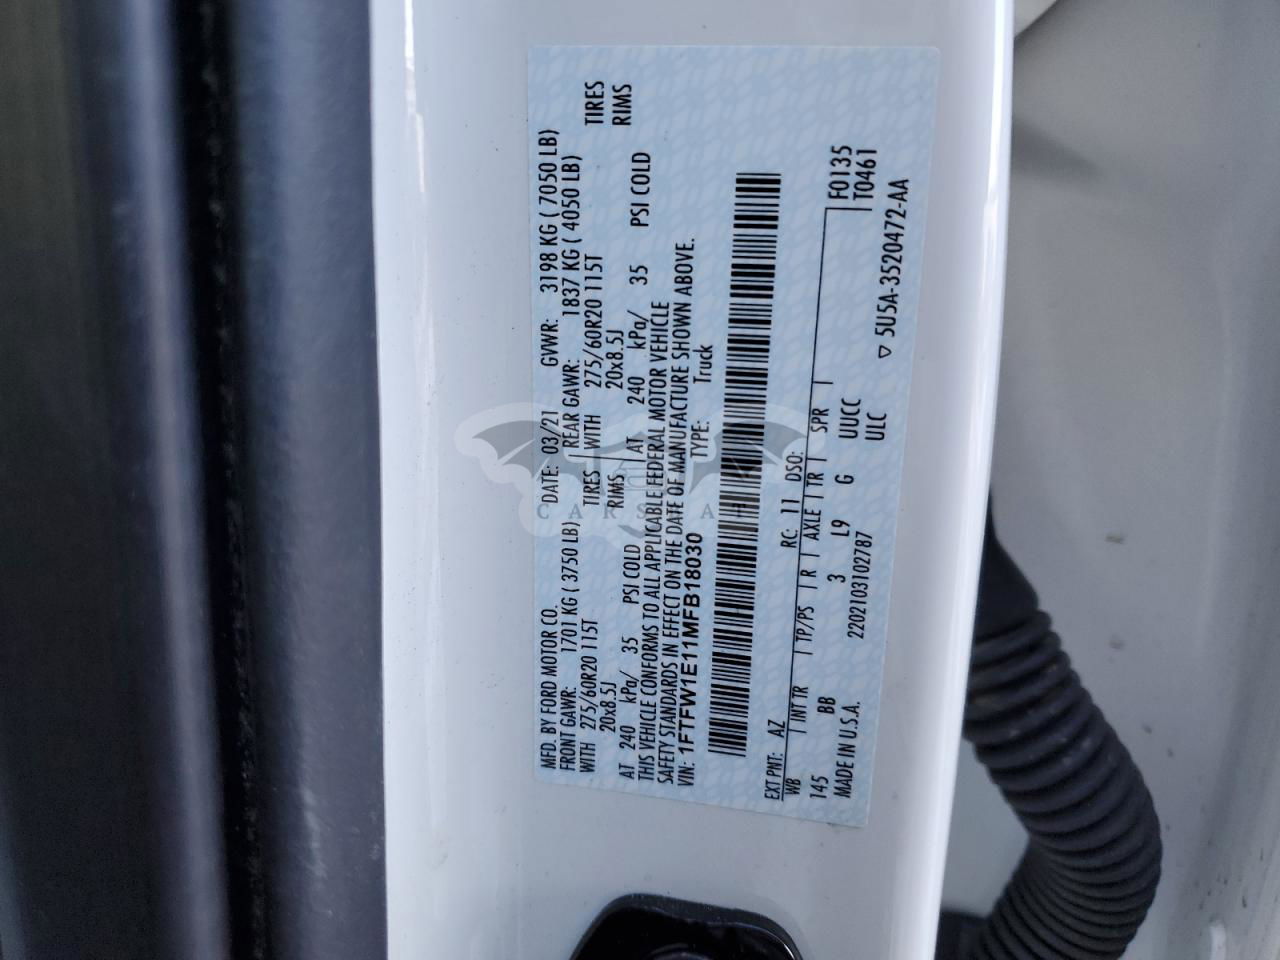 MFD. BY FORD MOTOR CO. DATE: 03/21 GVWR: 3198 KG ( 7050 LB)
FRONT GAWR: 1701 KG ( 3750 LB) REAR GAWR: 1837 KG ( 4050 LB)
WITH 275/60R20 115T TIRES WITH 275/60R20 115T TIRES
20x8.5J RIMS 20x8.5J RIMS
AT 240 kPa/ 35 PSI COLD AT 240 kPa/ 35 PSI COLD
THIS VEHICLE CONFORMS TO ALL APPLICABLE FEDERAL MOTOR VEHICLE
SAFETY STANDARDS IN EFFECT ON THE DATE OF MANUFACTURE SHOWN ABOVE.
VIN: 1FTFW1E11MFB18030 TYPE: Truck
EXT PNT: AZ RC: 11 DSO: F0135
WB INT TR TP/PS R AXLE TR SPR T0461
145 BB 3 L9 G UUCC
MADE IN U.S.A. 2202103102787 ULC
▽ 5U5A-3520472-AA